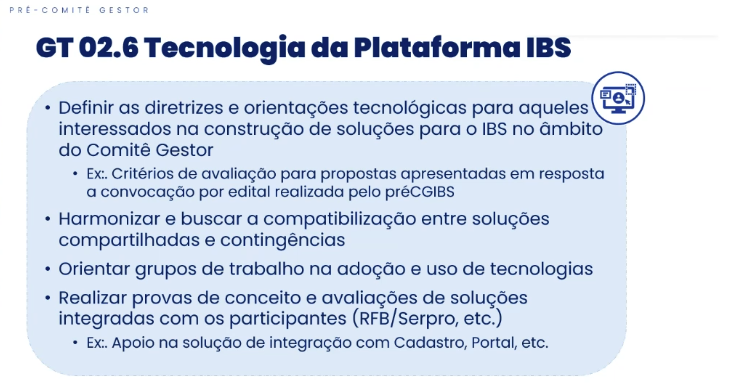 PRÉ-COMITÊ GESTOR
GT 02.6 Tecnologia da Plataforma IBS
• Definir as diretrizes e orientações tecnológicas para aqueles
interessados na construção de soluções para o IBS no âmbito
do Comitê Gestor
• Ex:. Critérios de avaliação para propostas apresentadas em resposta
a convocação por edital realizada pelo préCGIBS
• Harmonizar e buscar a compatibilização entre soluções
compartilhadas e contingências
• Orientar grupos de trabalho na adoção e uso de tecnologias
• Realizar provas de conceito e avaliações de soluções
integradas com os participantes (RFB/Serpro, etc.)
• Ex:. Apoio na solução de integração com Cadastro, Portal, etc.